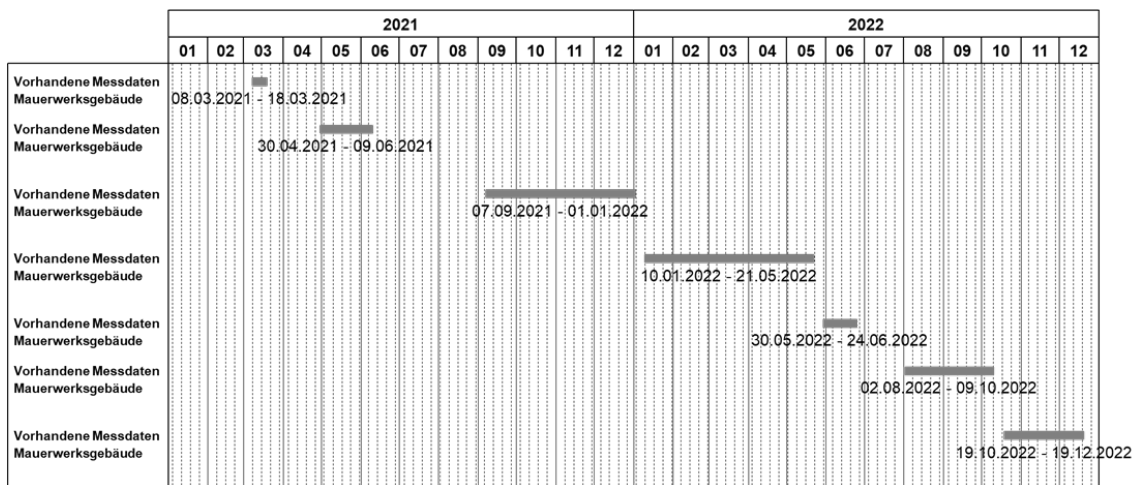 2021 2022
01 02 03 04 05 06 07 08 09 10 11 12 01 02 03 04 05 06 07 08 09 10 11 12
Vorhandene Messdaten
Mauerwerksgebäude
08.03.2021 - 18.03.2021
Vorhandene Messdaten
Mauerwerksgebäude
30.04.2021 - 09.06.2021
Vorhandene Messdaten
Mauerwerksgebäude
07.09.2021 - 01.01.2022
Vorhandene Messdaten
Mauerwerksgebäude
10.01.2022 - 21.05.2022
Vorhandene Messdaten
Mauerwerksgebäude
30.05.2022 - 24.06.2022
Vorhandene Messdaten
Mauerwerksgebäude
02.08.2022 - 09.10.2022
Vorhandene Messdaten
Mauerwerksgebäude
19.10.2022 - 19.12.2022